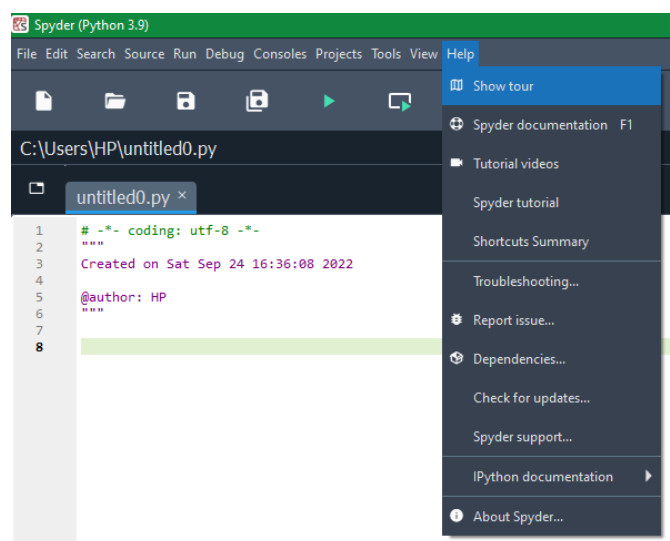 Spyder (Python 3.9)
File Edit Search Source Run Debug Consoles Projects Tools View Help
C:\Users\HP\untitled0.py
untitled0.py ×
1 # -*- coding: utf-8 -*-
2 """
3 Created on Sat Sep 24 16:36:08 2022
4
5 @author: HP
6 """
7
8
Show tour
Spyder documentation F1
Tutorial videos
Spyder tutorial
Shortcuts Summary
Troubleshooting...
Report issue...
Dependencies...
Check for updates...
Spyder support...
IPython documentation
About Spyder...